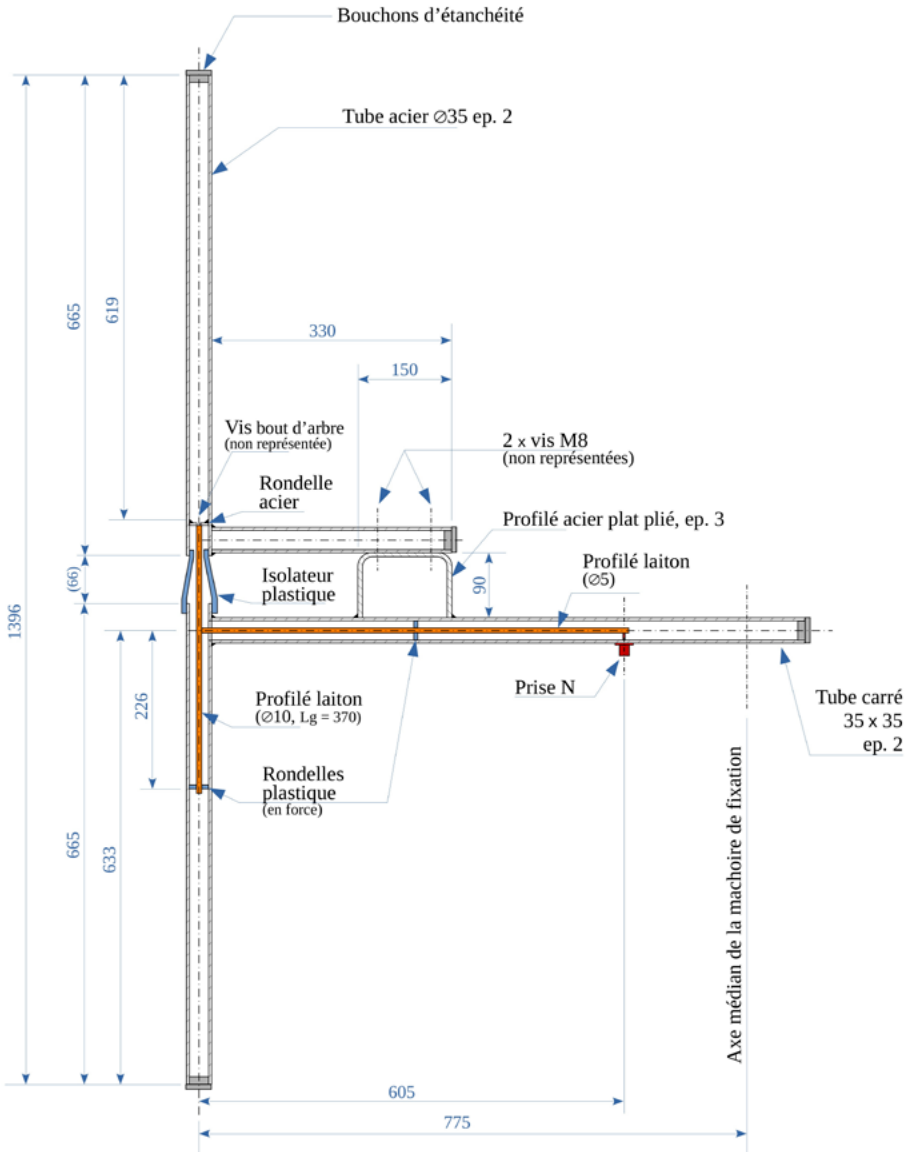 Bouchons d’étanchéité
Tube acier ∅35 ep. 2
665
619
1396
330
150
Vis bout d’arbre
(non représentée)
2 x vis M8
(non représentées)
Rondelle
acier
Profilé acier plat plié, ep. 3
Profilé laiton
(∅5)
(66)
Isolateur
plastique
90
226
Profilé laiton
(∅10, Lg = 370)
Prise N
Tube carré
35 x 35
ep. 2
Rondelles
plastique
(en force)
665
633
Axe médian de la machoire de fixation
605
775